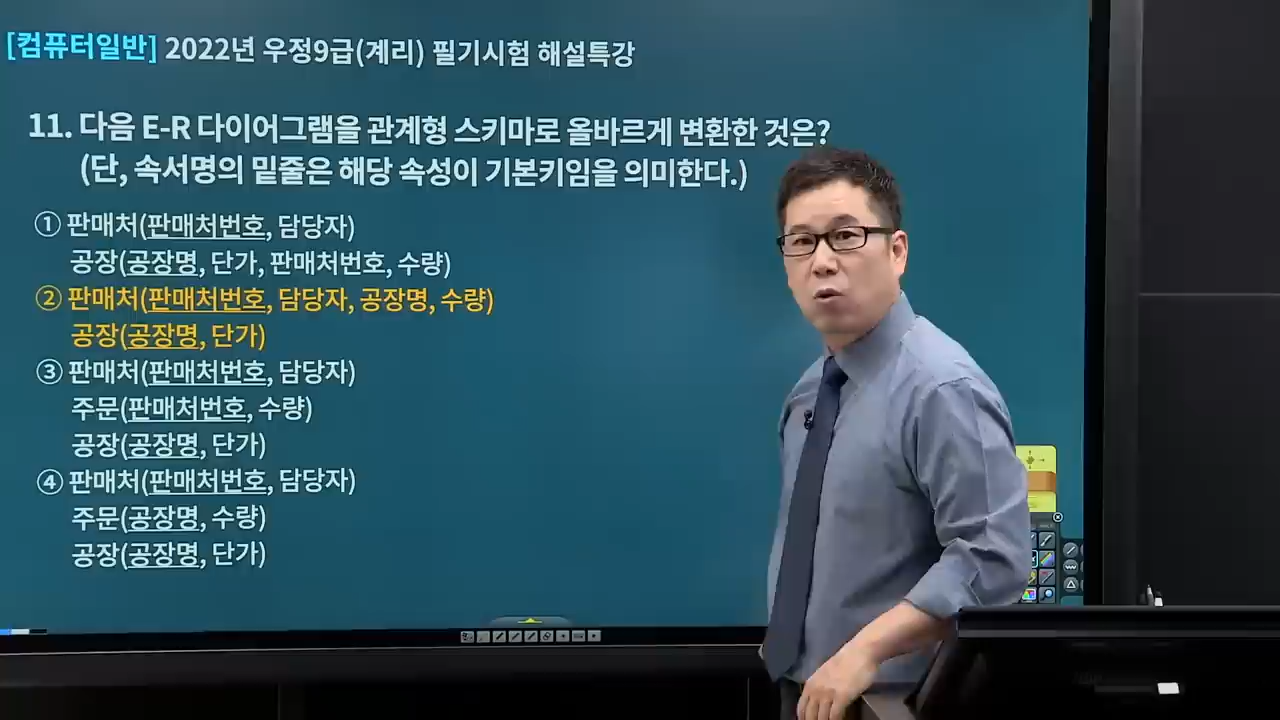 [컴퓨터일반] 2022년 우정9급(계리) 필기시험 해설특강
11. 다음 E-R 다이어그램을 관계형 스키마로 올바르게 변환한 것은?
(단, 속서명의 밑줄은 해당 속성이 기본키임을 의미한다.)
① 판매처(판매처번호, 담당자)
공장(공장명, 단가, 판매처번호, 수량)
② 판매처(판매처번호, 담당자, 공장명, 수량)
공장(공장명, 단가)
③ 판매처(판매처번호, 담당자)
주문(판매처번호, 수량)
공장(공장명, 단가)
④ 판매처(판매처번호, 담당자)
주문(공장명, 수량)
공장(공장명, 단가)